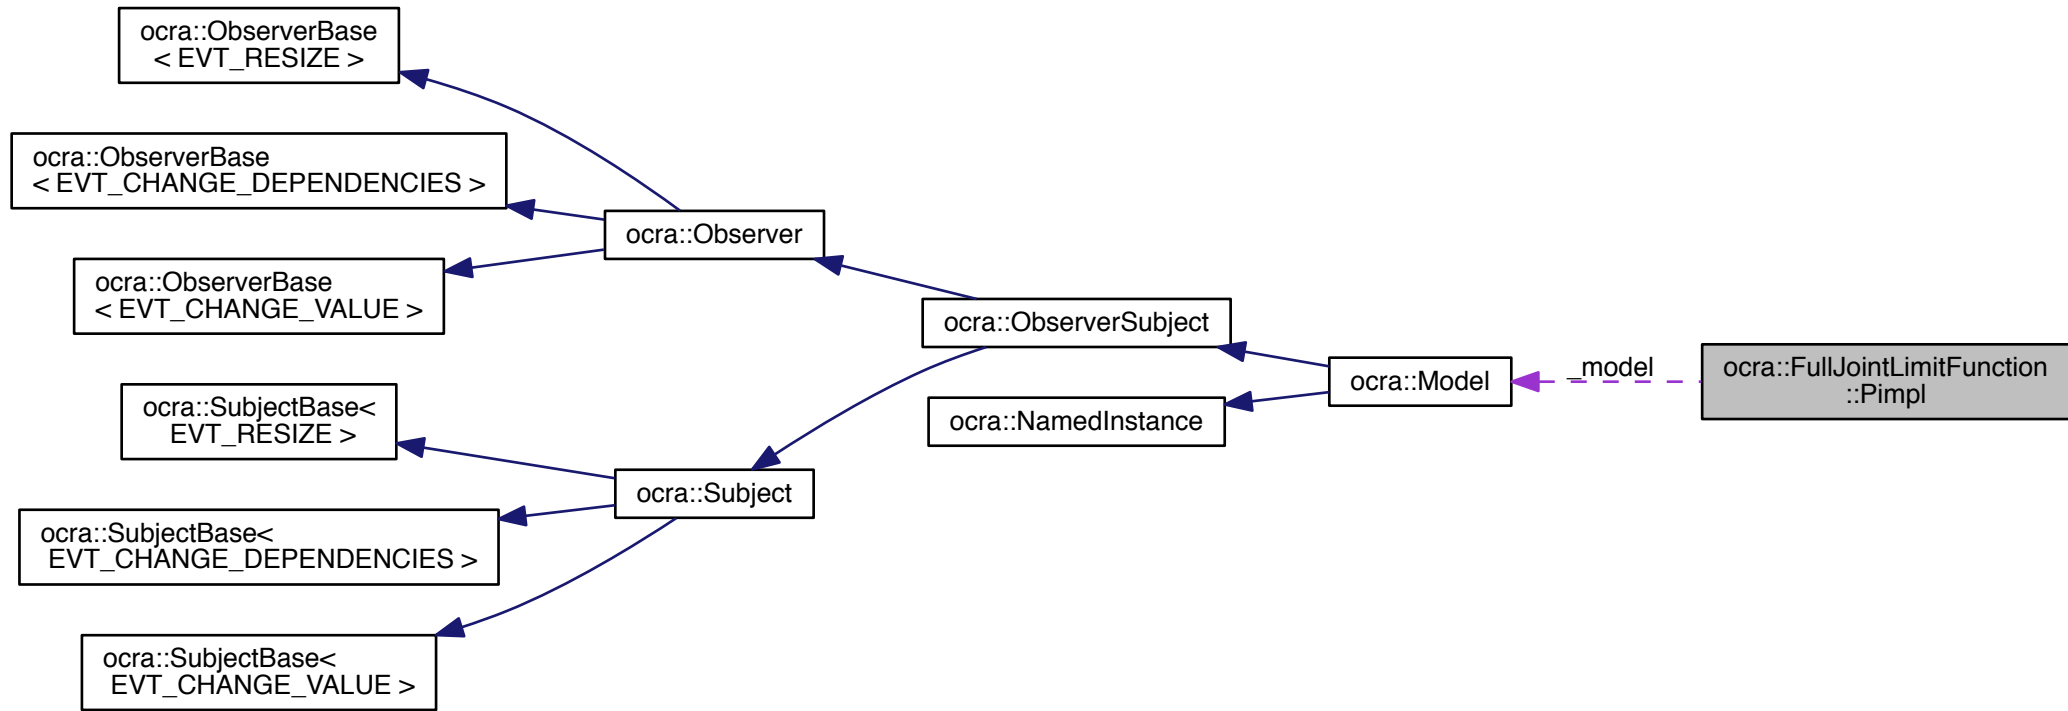 ocra::ObserverBase
< EVT_RESIZE >
ocra::ObserverBase
< EVT_CHANGE_DEPENDENCIES >
ocra::ObserverBase
< EVT_CHANGE_VALUE >
ocra::Observer
ocra::ObserverSubject
ocra::NamedInstance
ocra::Model
_model
ocra::FullJointLimitFunction
::Pimpl
ocra::SubjectBase<
EVT_RESIZE >
ocra::SubjectBase<
EVT_CHANGE_DEPENDENCIES >
ocra::SubjectBase<
EVT_CHANGE_VALUE >
ocra::Subject